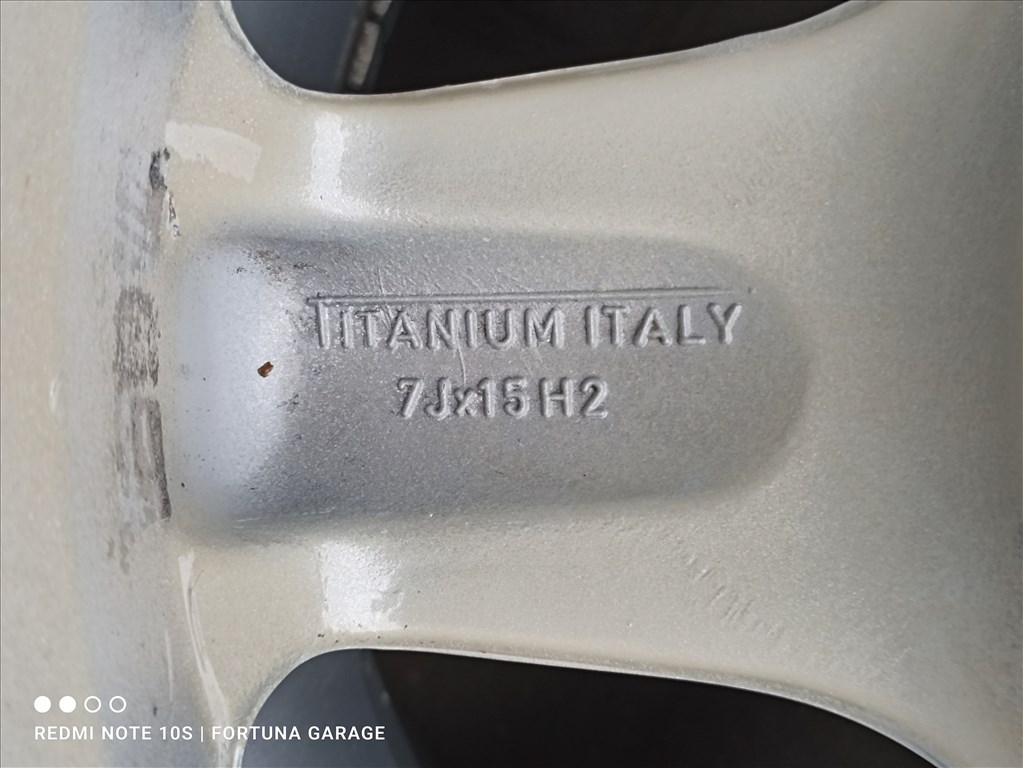 TITANIUM ITALY
7Jx15H2
REDMI NOTE 10S | FORTUNA GARAGE